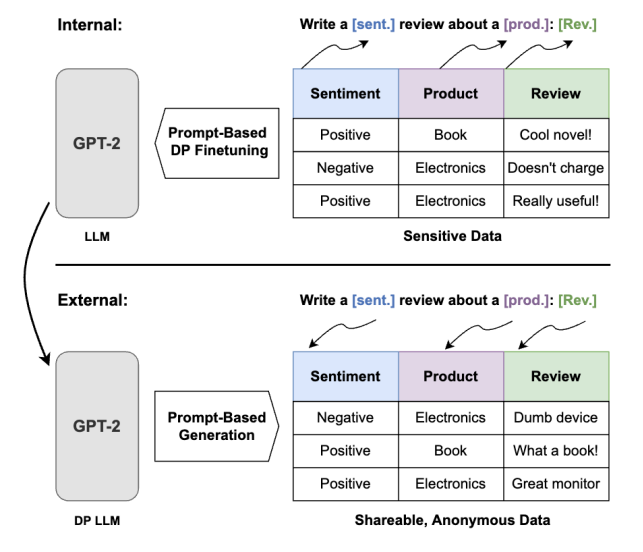 Internal:
Write a [sent.] review about a [prod.]: [Rev.]
GPT-2
LLM
Prompt-Based
DP Finetuning
Sentiment Product Review
Positive Book Cool novel!
Negative Electronics Doesn't charge
Positive Electronics Really useful!
Sensitive Data
External:
Write a [sent.] review about a [prod.]: [Rev.]
GPT-2
DP LLM
Prompt-Based
Generation
Sentiment Product Review
Negative Electronics Dumb device
Positive Book What a book!
Positive Electronics Great monitor
Shareable, Anonymous Data